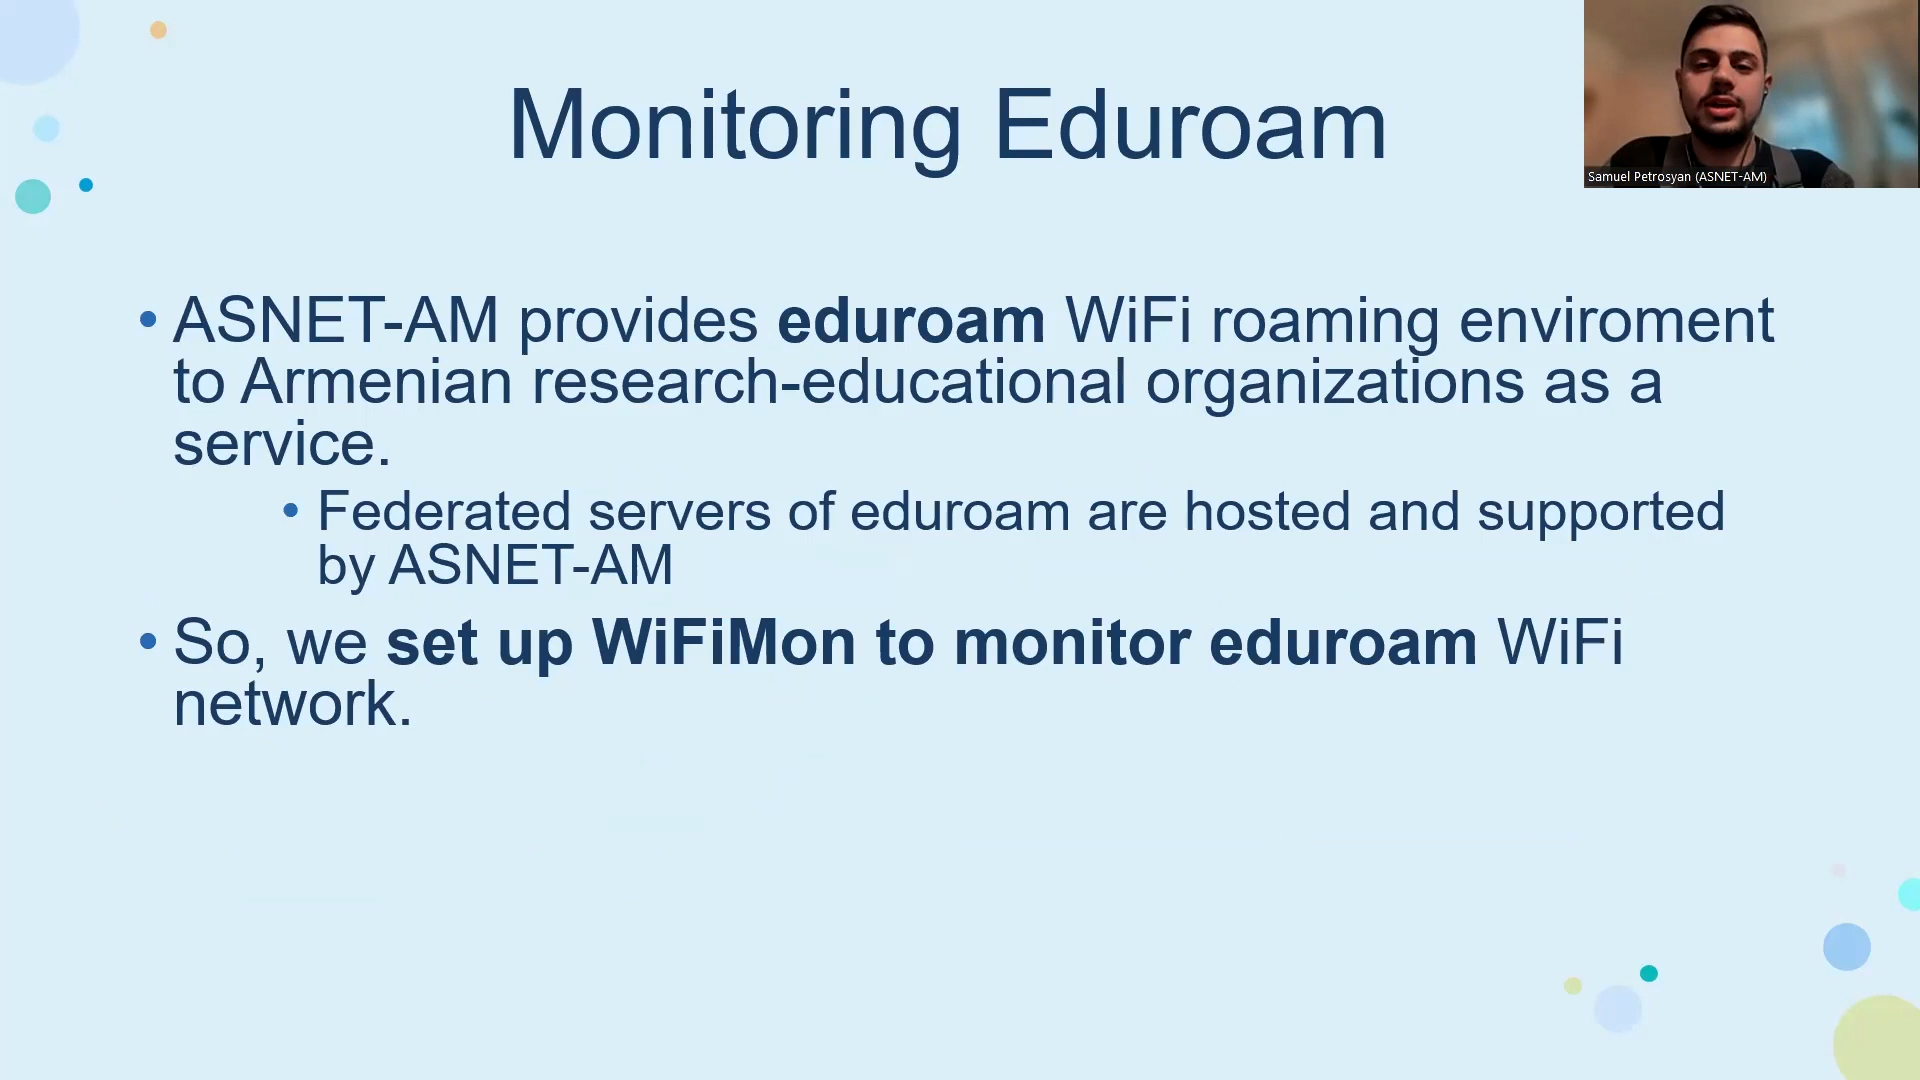 Monitoring Eduroam
Samuel Petrosyan (ASNET-AM)
• ASNET-AM provides eduroam WiFi roaming enviroment
to Armenian research-educational organizations as a
service.
• Federated servers of eduroam are hosted and supported
by ASNET-AM
• So, we set up WiFiMon to monitor eduroam WiFi
network.